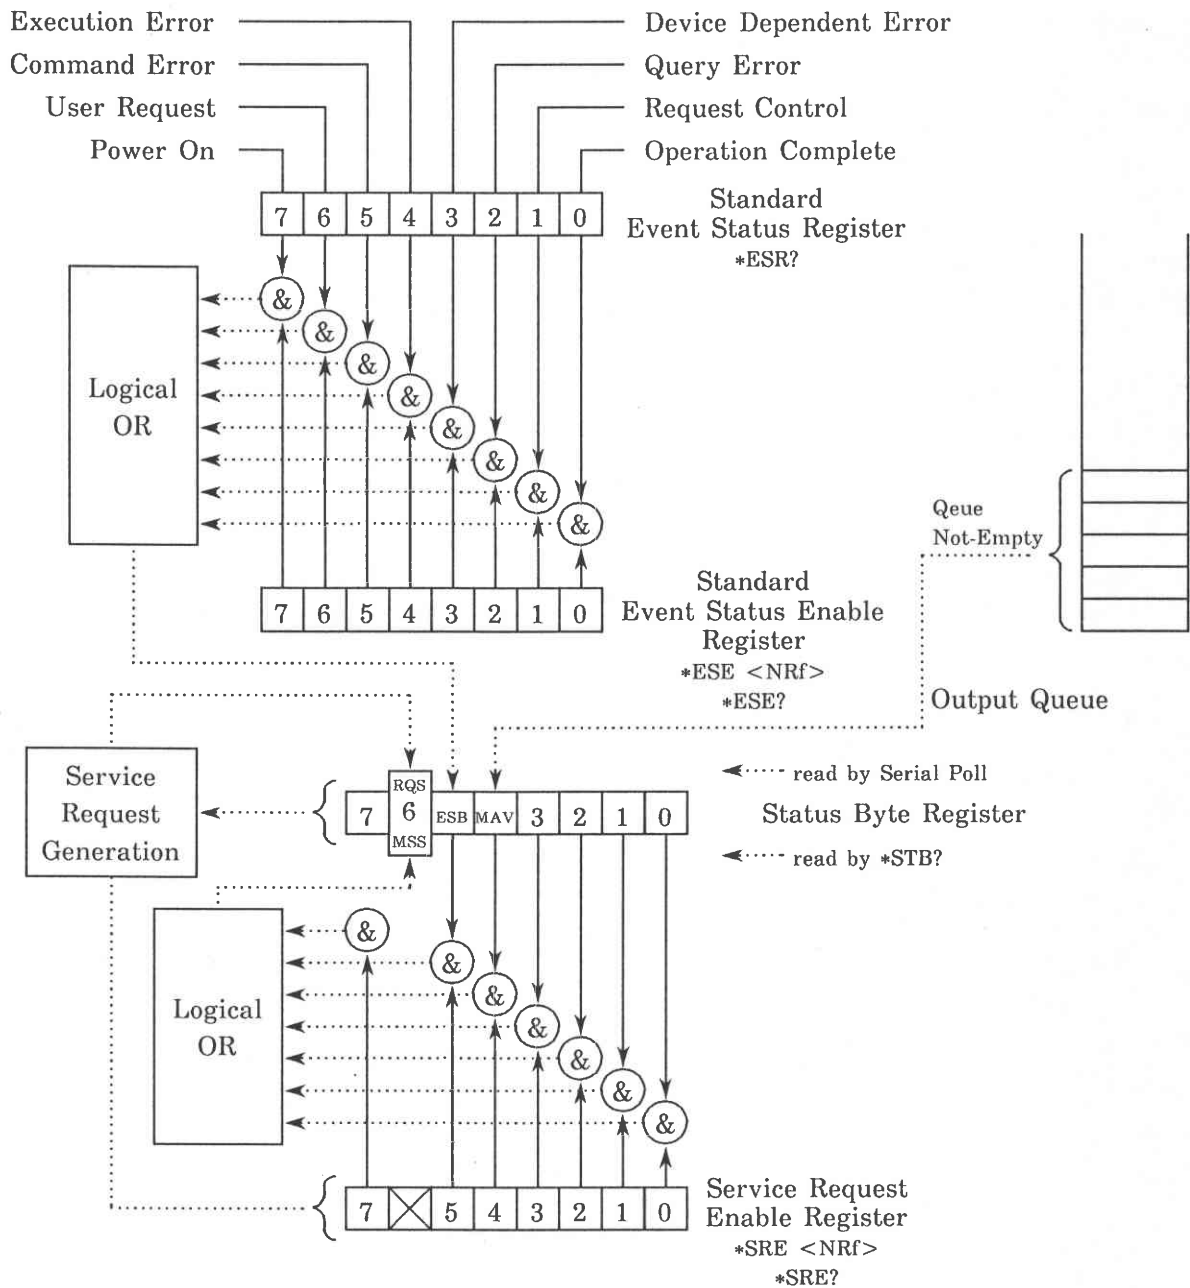 Execution Error
Device Dependent Error
Command Error
Query Error
User Request
Request Control
Power On
Operation Complete
7 6 5 4 3 2 1 0
Standard
Event Status Register
*ESR?
&
&
&
&
&
&
&
&
Logical
OR
Qeue
Not-Empty
7 6 5 4 3 2 1 0
Standard
Event Status Enable
Register
*ESE <NRf>
*ESE?
Output Queue
Service
Request
Generation
RQS
7 6 ESB MAV 3 2 1 0
MSS
read by Serial Poll
Status Byte Register
read by *STB?
&
&
&
&
&
&
&
Logical
OR
7 5 4 3 2 1 0
Service Request
Enable Register
*SRE <NRf>
*SRE?